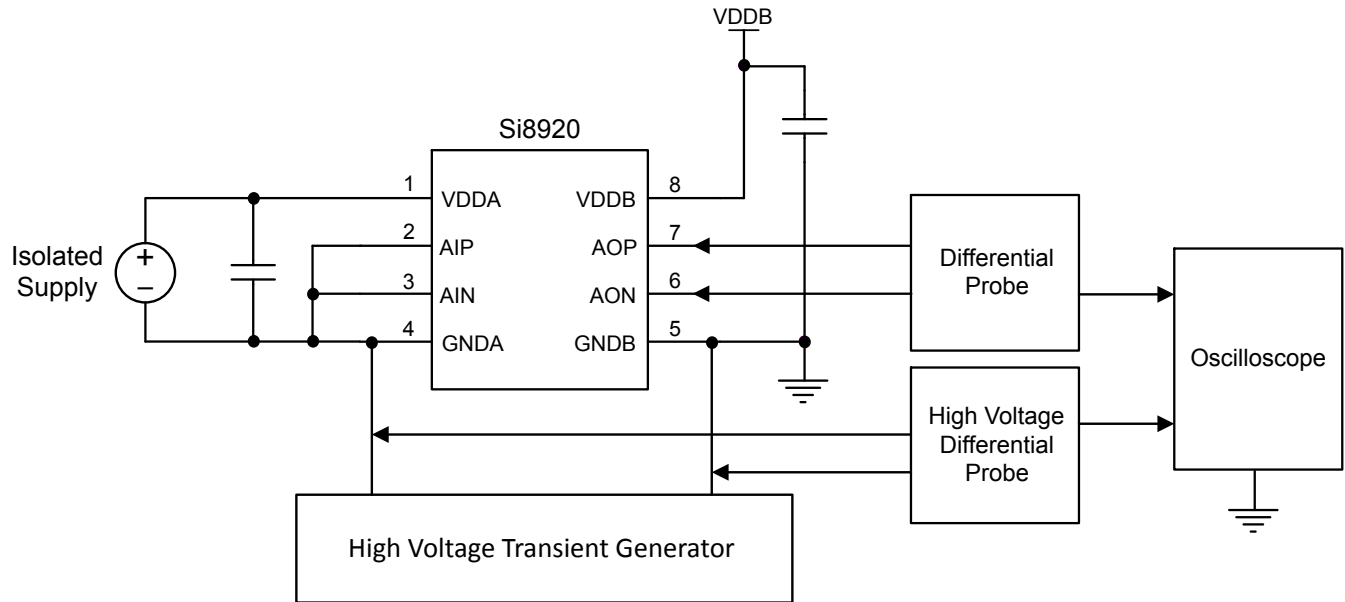 VDDB
Si8920
Isolated
Supply
+
−
1
2
3
4
VDDA
AIP
AIN
GNDA
VDDB
AOP
AON
GNDB
8
7
6
5
Differential
Probe
High Voltage
Differential
Probe
Oscilloscope
High Voltage Transient Generator